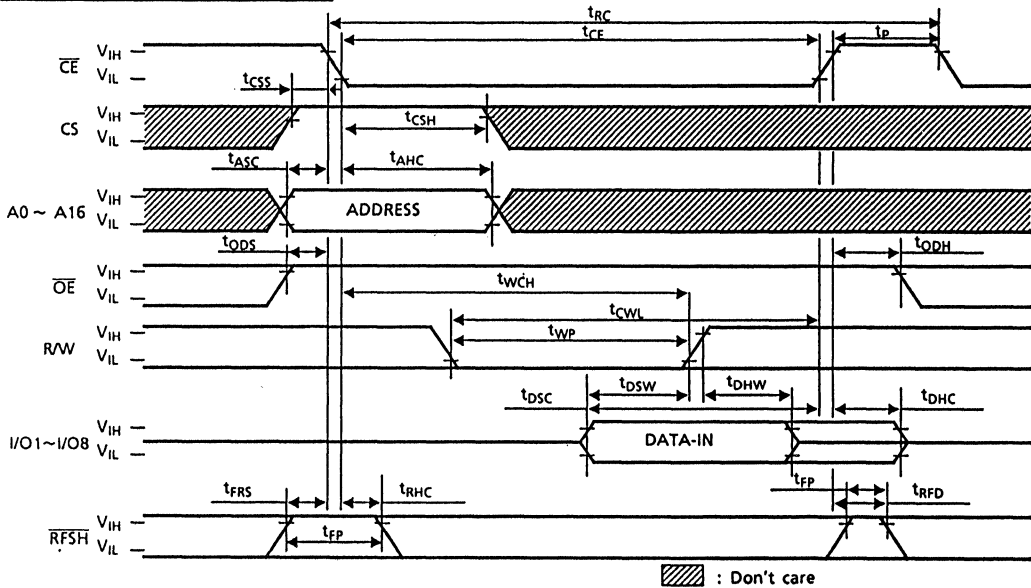 tRC
tCE
tP
CE
VIH
VIL
tCSS
CS
VIH
VIL
tCSH
tASC
tAHC
A0 ~ A16
VIH
VIL
ADDRESS
tODS
tODH
OE
VIH
VIL
tWCH
tCWL
tWP
R/W
VIH
VIL
tDSW
tDHW
tDSC
tDHC
I/O1~I/O8
VIH
VIL
DATA-IN
tFRS
tRHC
tFP
tRFD
RFSH
VIH
VIL
tFP
: Don't care